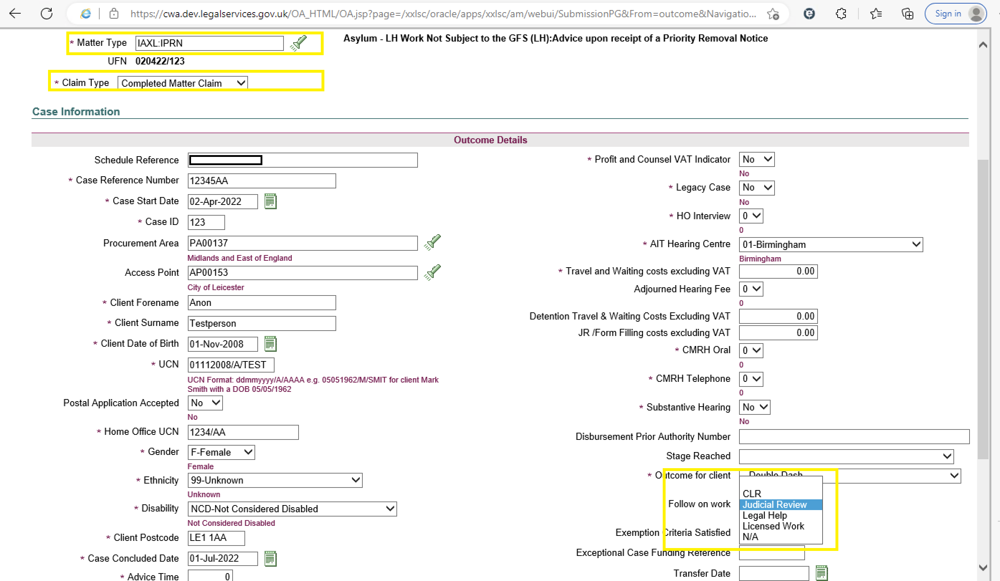 https://cwa.dev.legalservices.gov.uk/OA_HTML/OA.jsp?page=/xxlsc/oracle/apps/xxlsc/am/webui/SubmissionPG&From=outcome&Navigatio...
Sign in
* Matter Type IAXL:IPRN
Asylum - LH Work Not Subject to the GFS (LH):Advice upon receipt of a Priority Removal Notice
UFN 020422/123
* Claim Type Completed Matter Claim
Case Information
Outcome Details
Schedule Reference
* Case Reference Number 12345AA
* Case Start Date 02-Apr-2022
* Case ID 123
Procurement Area PA00137
Midlands and East of England
Access Point AP00153
City of Leicester
* Client Forename Anon
* Client Surname Testperson
* Client Date of Birth 01-Nov-2008
* UCN 01112008/A/TEST
UCN Format: ddmmyyyy/A/AAAA e.g. 05051962/M/SMIT for client Mark
Smith with a DOB 05/05/1962
Postal Application Accepted No
No
* Home Office UCN 1234/AA
* Gender F-Female
Female
* Ethnicity 99-Unknown
Unknown
* Disability NCD-Not Considered Disabled
Not Considered Disabled
* Client Postcode LE1 1AA
* Case Concluded Date 01-Jul-2022
* Advice Time 0
* Profit and Counsel VAT Indicator No
No
* Legacy Case No
No
* HO Interview 0
0
* AIT Hearing Centre 01-Birmingham
Birmingham
* Travel and Waiting costs excluding VAT 0.00
Adjourned Hearing Fee 0
0
Detention Travel & Waiting Costs Excluding VAT 0.00
JR /Form Filling costs excluding VAT 0.00
* CMRH Oral 0
0
* CMRH Telephone 0
0
* Substantive Hearing No
No
Disbursement Prior Authority Number
Stage Reached
* Outcome for client Double Dash
CLR
Follow on work Judicial Review
Legal Help
Licensed Work
Exemption Criteria Satisfied N/A
Exceptional Case Funding Reference
Transfer Date